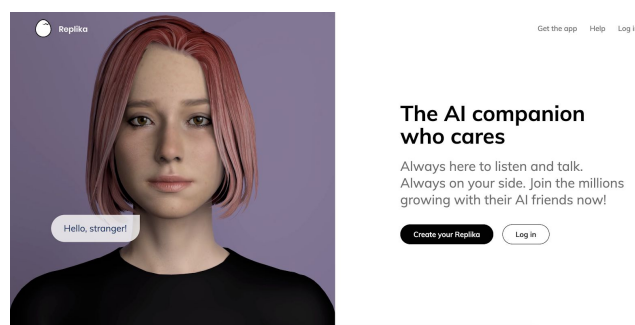 Replika
Get the app Help Log i
The AI companion
who cares
Always here to listen and talk.
Always on your side. Join the millions
growing with their AI friends now!
Hello, stranger!
Create your Replika Log in